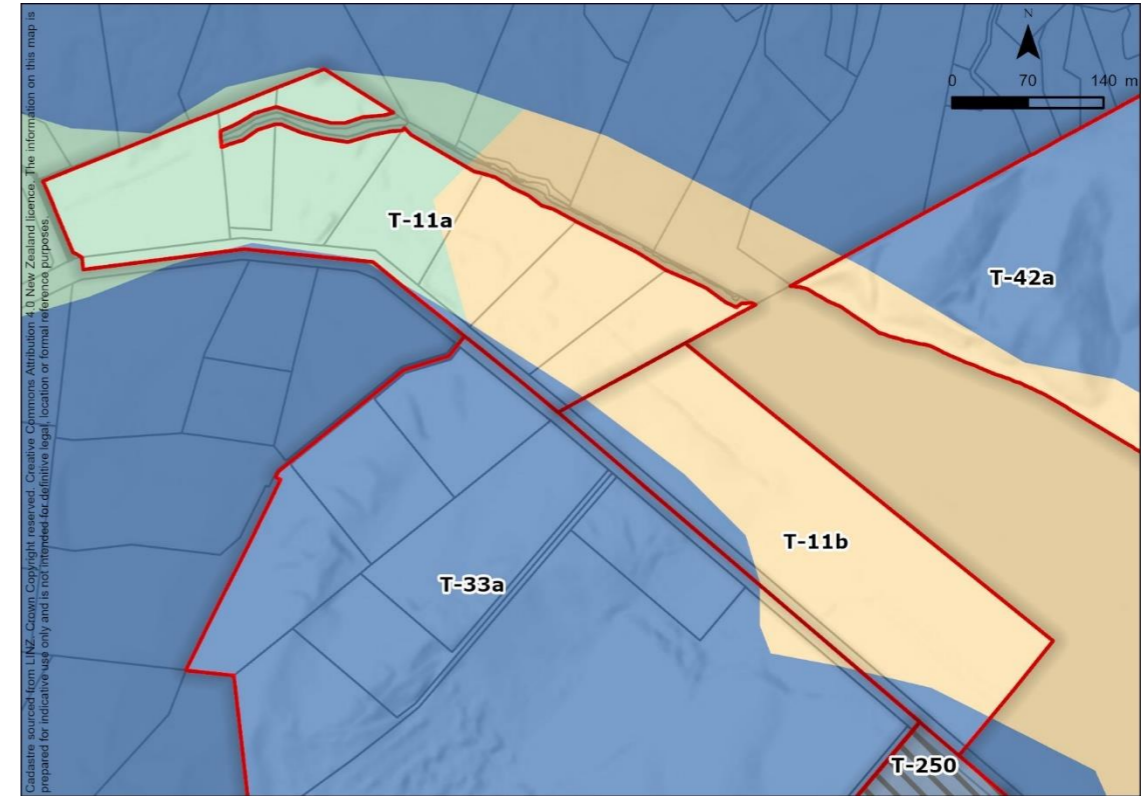 Cadastre sourced from LINZ. Crown Copyright reserved. Creative Commons Attribution 4.0 New Zealand licence. The information on this map is
prepared for indicative use only and is not intended for definitive legal, location or formal reference purposes.
N
0 70 140 m
T-11a
T-42a
T-11b
T-33a
T-250